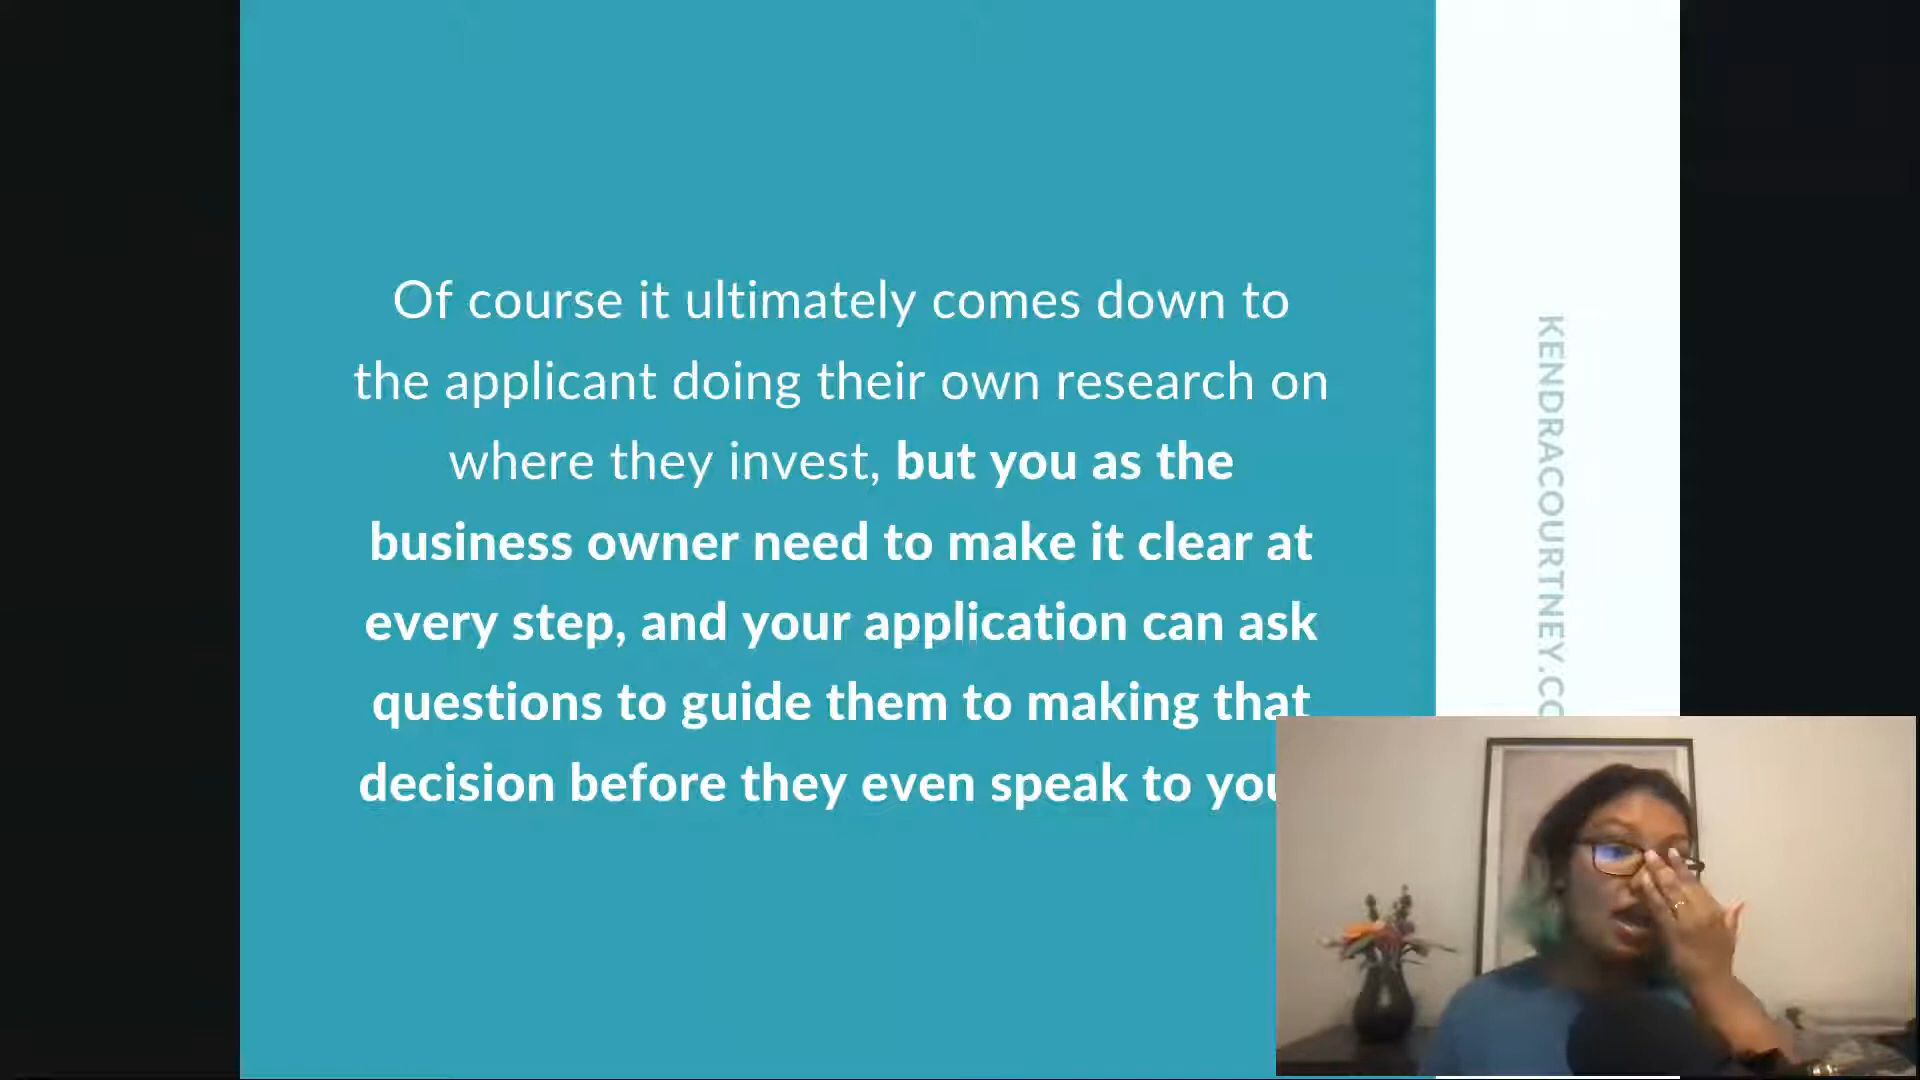 Of course it ultimately comes down to
the applicant doing their own research on
where they invest, but you as the
business owner need to make it clear at
every step, and your application can ask
questions to guide them to making that
decision before they even speak to you
KENDRACOURTNEY.CO